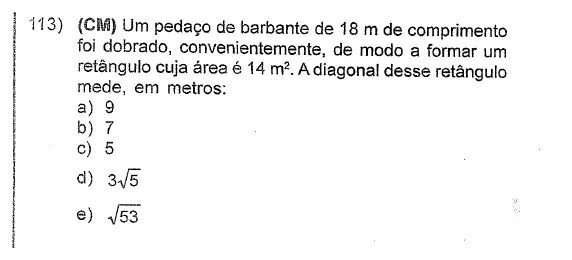 113) (CM) Um pedaço de barbante de 18 m de comprimento
foi dobrado, convenientemente, de modo a formar um
retângulo cuja área é 14 m². A diagonal desse retângulo
mede, em metros:
a) 9
b) 7
c) 5
d) 3√5
e) √53